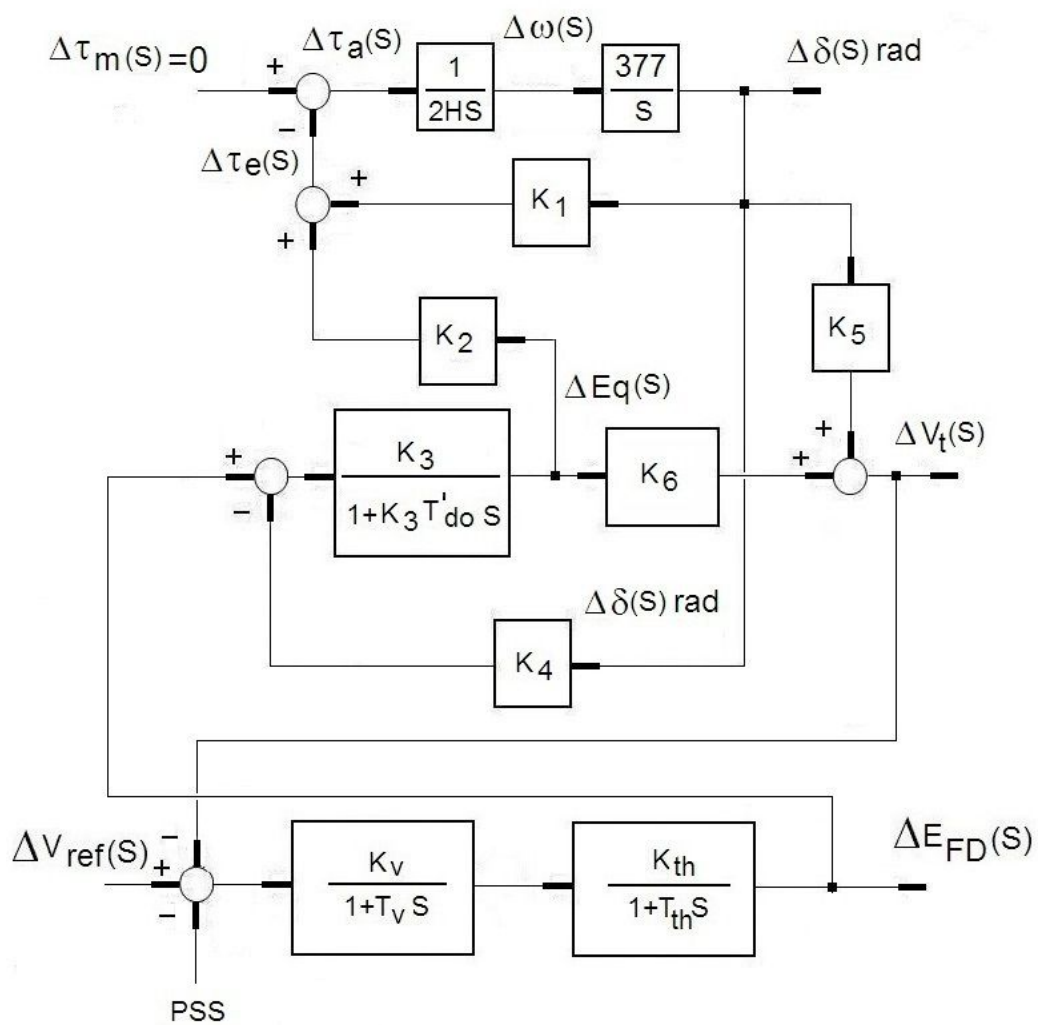 Δτm(S)=0
Δτa(S)
Δω(S)
Δδ(S) rad
+
1
2HS
377
S
−
Δτe(S)
+
K1
+
K2
K5
ΔEq(S)
+
ΔVt(S)
+
K3
1+K3T'do S
K6
+
−
Δδ(S) rad
K4
−
ΔVref(S)
+
−
Kv
1+TvS
Kth
1+TthS
ΔEFD(S)
PSS